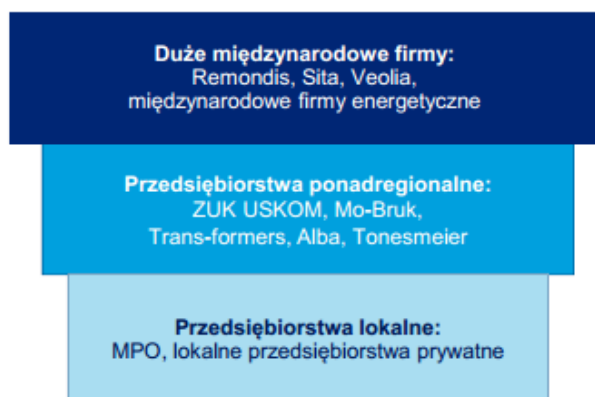 Duże międzynarodowe firmy:
Remondis, Sita, Veolia,
międzynarodowe firmy energetyczne
Przedsiębiorstwa ponadregionalne:
ZUK USKOM, Mo-Bruk,
Trans-formers, Alba, Tonesmeier
Przedsiębiorstwa lokalne:
MPO, lokalne przedsiębiorstwa prywatne